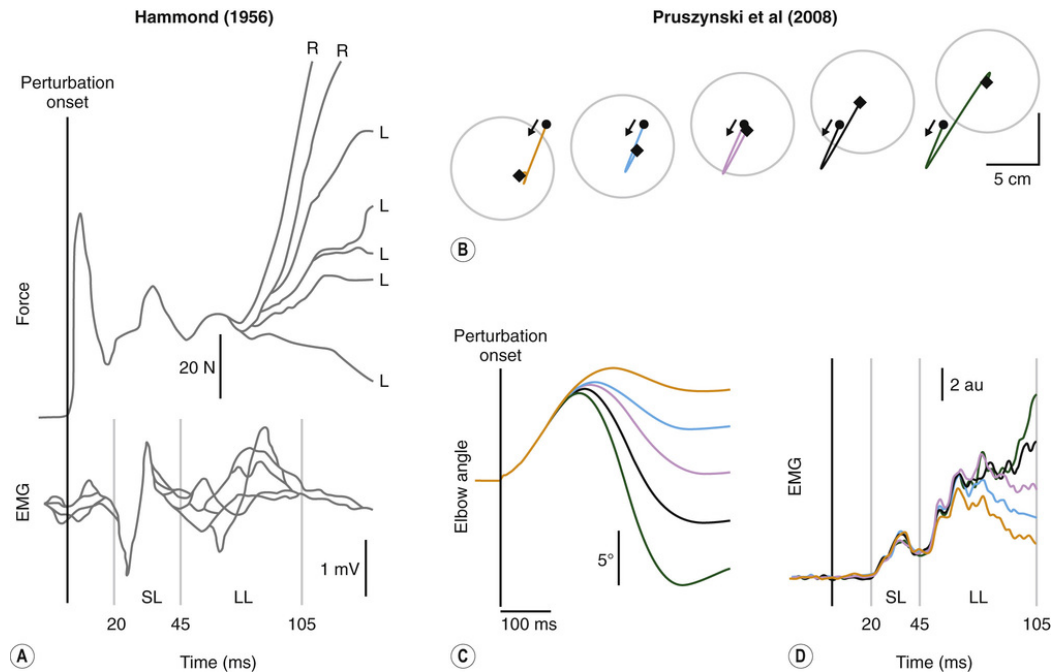 Hammond (1956)
Perturbation
onset
R
R
L
L
L
L
L
Force
20 N
EMG
1 mV
SL
LL
20
45
105
Time (ms)
A
Pruszynski et al (2008)
5 cm
B
Perturbation
onset
Elbow angle
5°
100 ms
C
2 au
EMG
SL
LL
20
45
105
Time (ms)
D